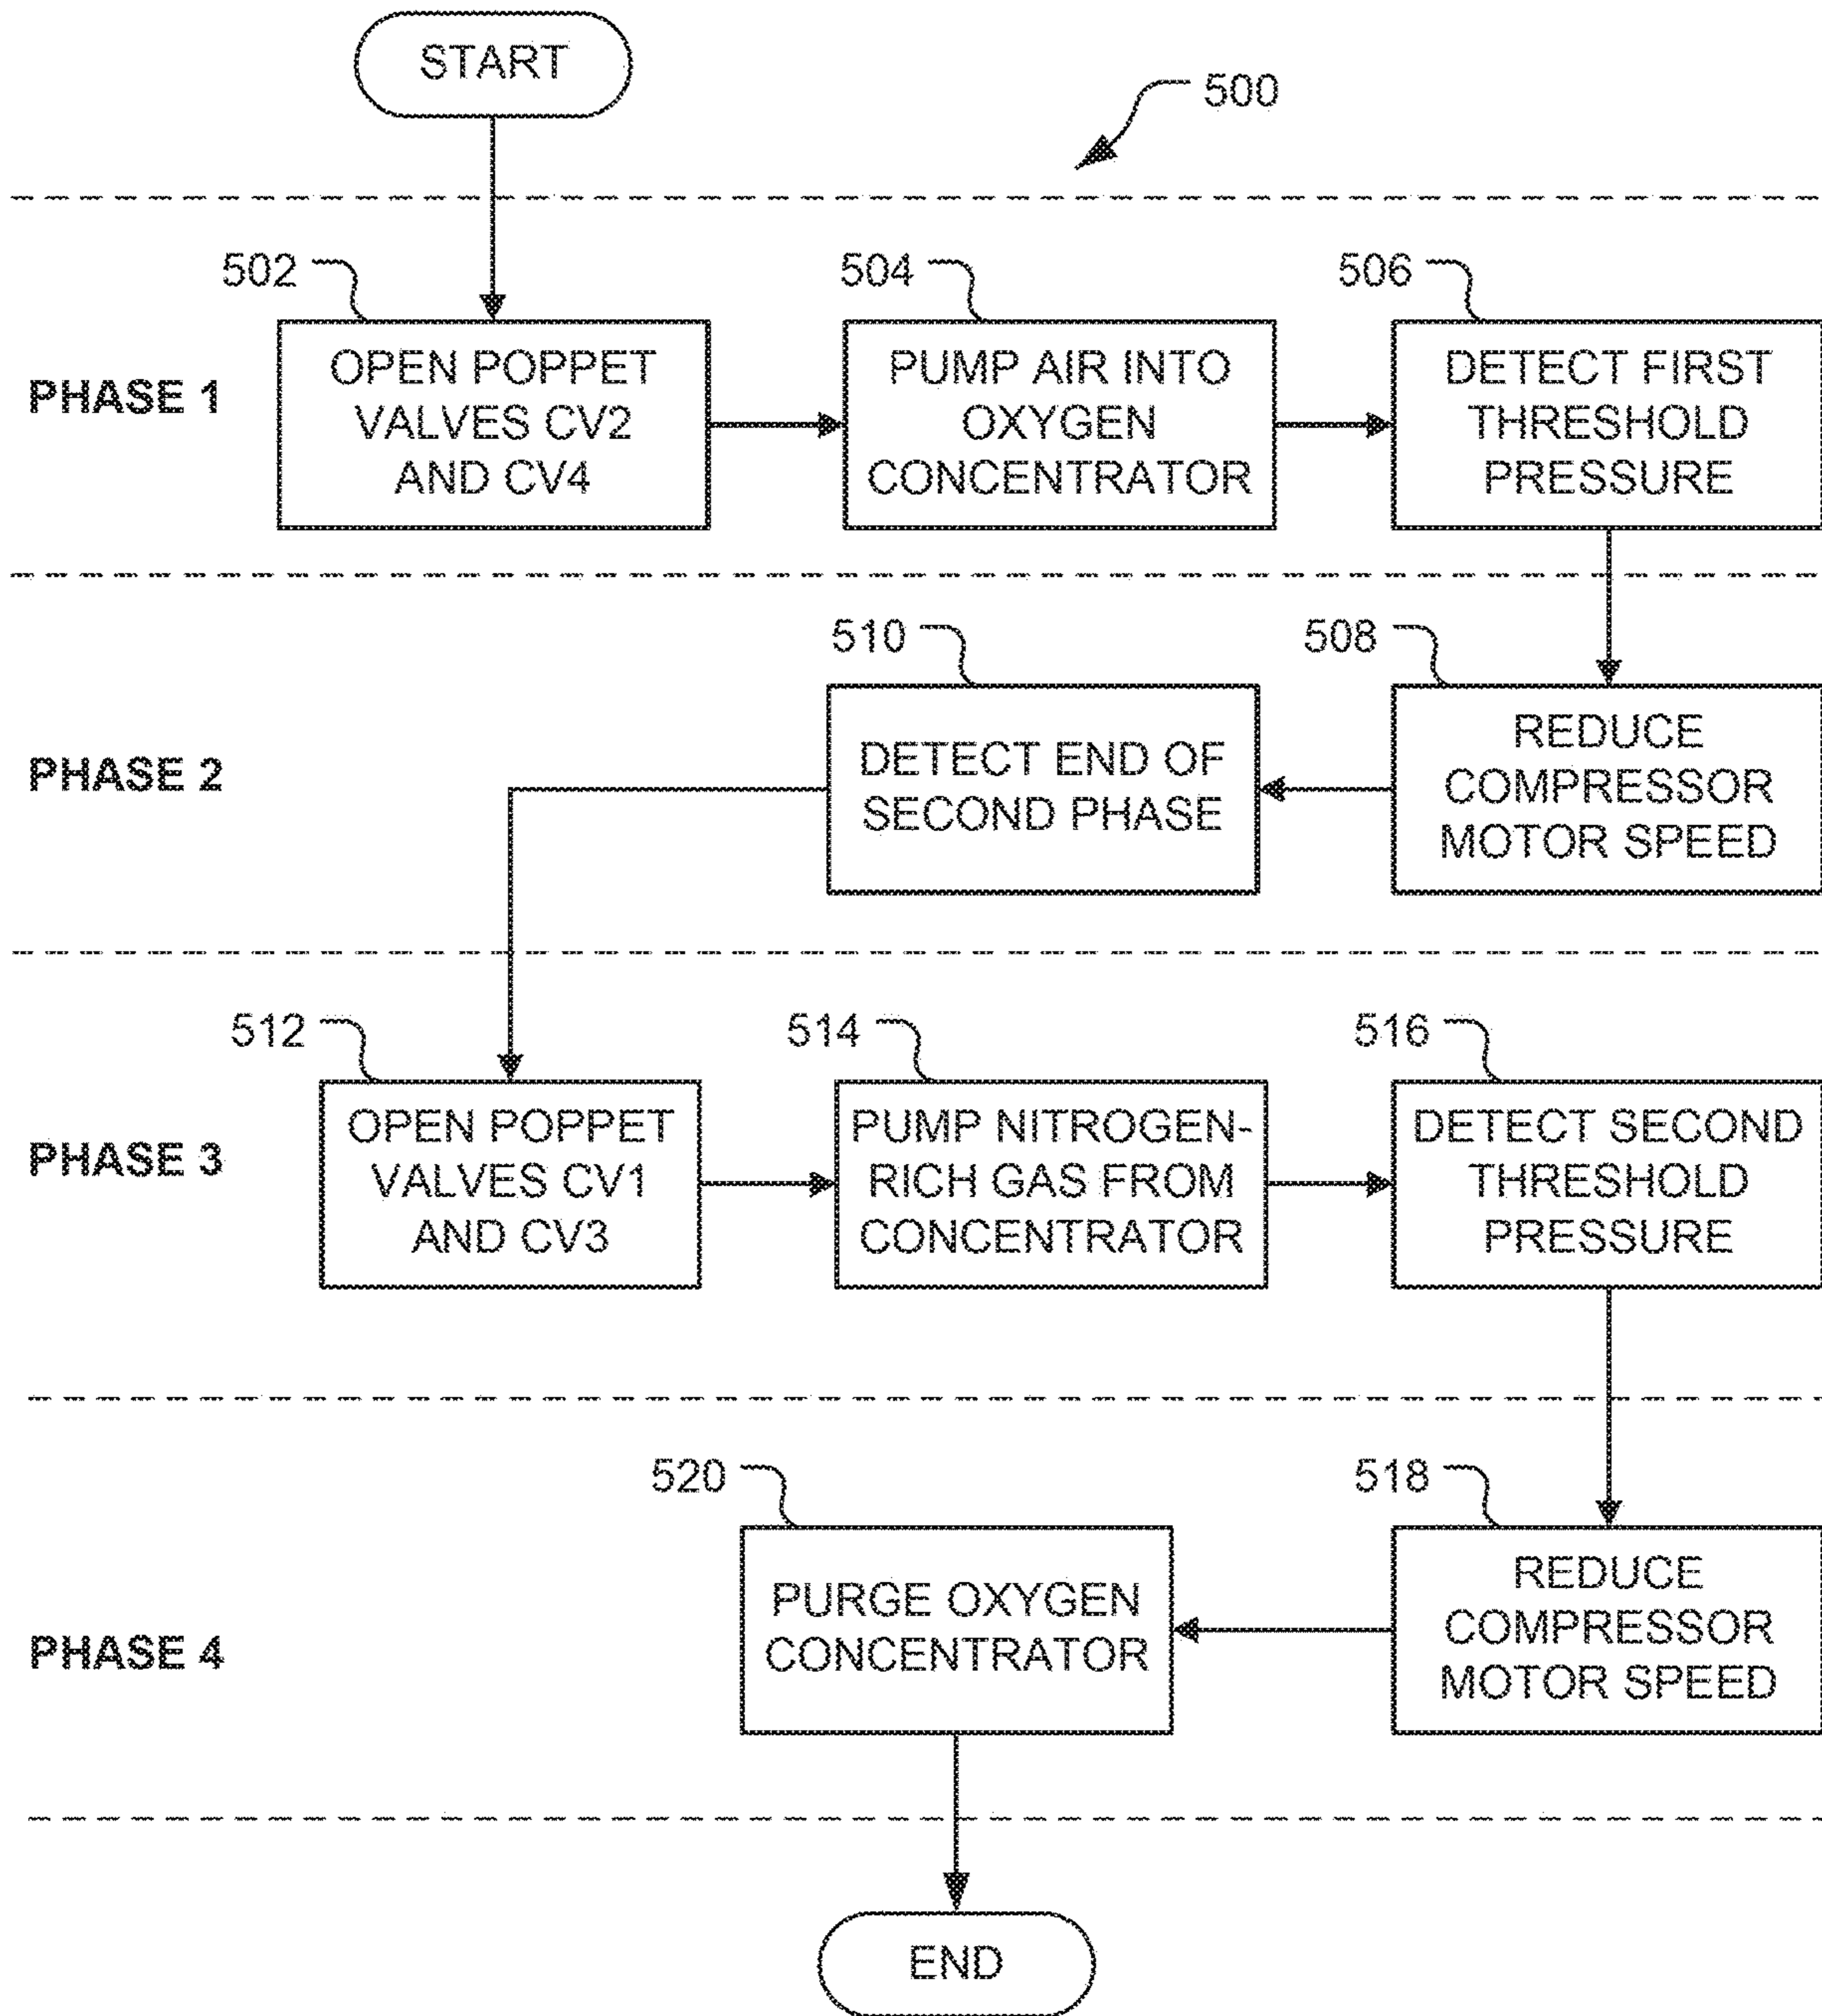 START
500
502
504
506
PHASE 1
OPEN POPPET
VALVES CV2
AND CV4
PUMP AIR INTO
OXYGEN
CONCENTRATOR
DETECT FIRST
THRESHOLD
PRESSURE
510
508
PHASE 2
DETECT END OF
SECOND PHASE
REDUCE
COMPRESSOR
MOTOR SPEED
512
514
516
PHASE 3
OPEN POPPET
VALVES CV1
AND CV3
PUMP NITROGEN-
RICH GAS FROM
CONCENTRATOR
DETECT SECOND
THRESHOLD
PRESSURE
520
518
PHASE 4
PURGE OXYGEN
CONCENTRATOR
REDUCE
COMPRESSOR
MOTOR SPEED
END